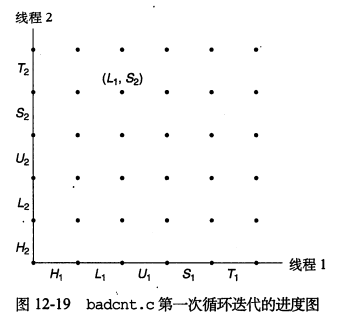 线程 2
T₂
(L₁, S₂)
S₂
U₂
L₂
H₂
线程 1
H₁ L₁ U₁ S₁ T₁
图 12-19 badcnt.c 第一次循环迭代的进度图